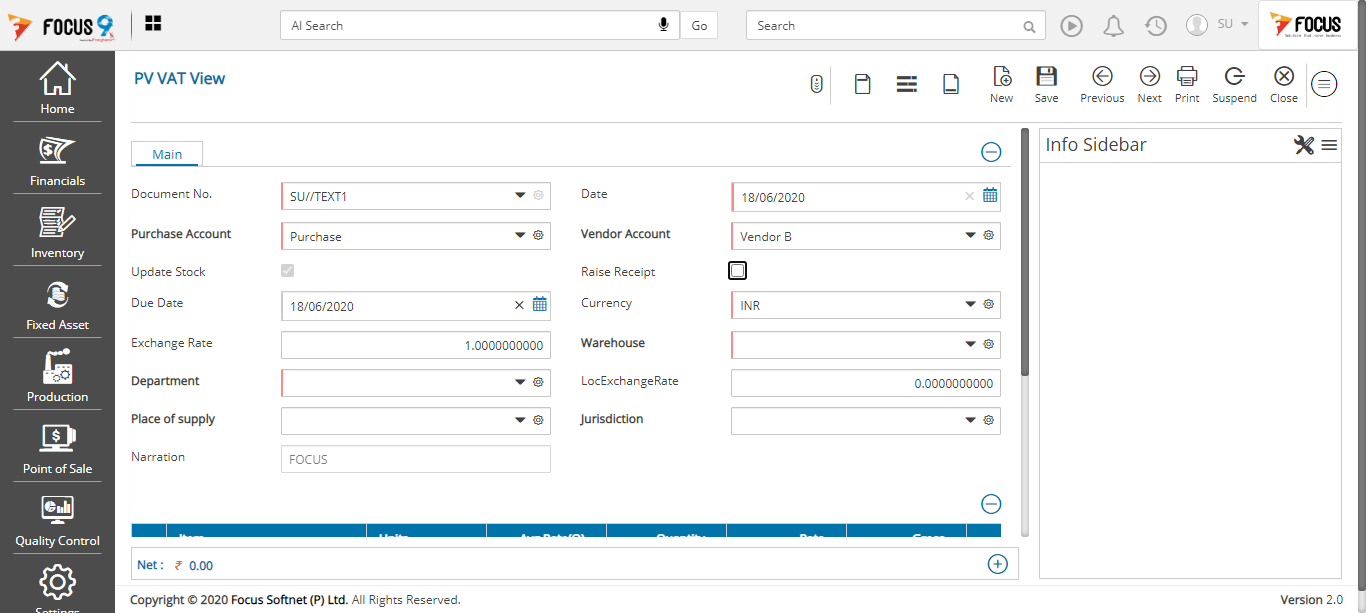 FOCUS 9
AI Search
Go
Search
SU
FOCUS
Home
Financials
Inventory
Fixed Asset
Production
Point of Sale
Quality Control
Settings
PV VAT View
New
Save
Previous
Next
Print
Suspend
Close
Main
Document No.
SU//TEXT1
Date
18/06/2020
Purchase Account
Purchase
Vendor Account
Vendor B
Update Stock
Raise Receipt
Due Date
18/06/2020
Currency
INR
Exchange Rate
1.0000000000
Warehouse
Department
LocExchangeRate
0.0000000000
Place of supply
Jurisdiction
Narration
FOCUS
Item Units Avg Rate(Q) Quantity Rate Gross
Net : ₹ 0.00
Info Sidebar
Copyright © 2020 Focus Softnet (P) Ltd. All Rights Reserved.
Version 2.0